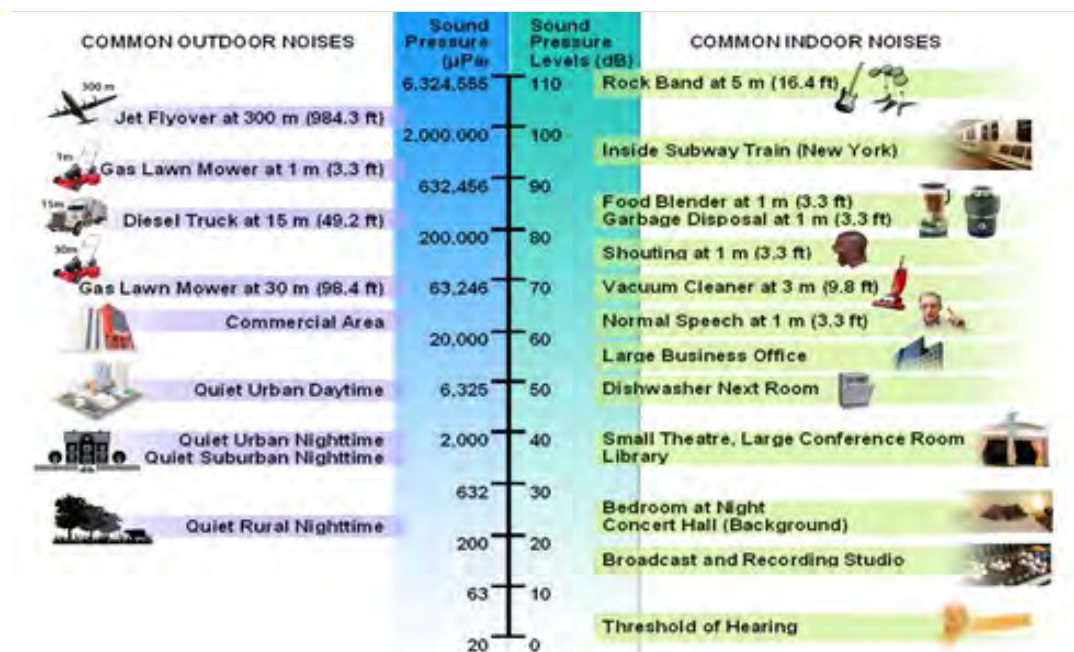 COMMON OUTDOOR NOISES
Sound
Pressure
(µPa)
Sound
Pressure
Levels (dB)
COMMON INDOOR NOISES
300 m
Jet Flyover at 300 m (984.3 ft)
1m
Gas Lawn Mower at 1 m (3.3 ft)
15m
Diesel Truck at 15 m (49.2 ft)
30m
Gas Lawn Mower at 30 m (98.4 ft)
Commercial Area
Quiet Urban Daytime
Quiet Urban Nighttime
Quiet Suburban Nighttime
Quiet Rural Nighttime
6,324,555 110
2,000,000 100
632,456 90
200,000 80
63,246 70
20,000 60
6,325 50
2,000 40
632 30
200 20
63 10
20 0
Rock Band at 5 m (16.4 ft)
Inside Subway Train (New York)
Food Blender at 1 m (3.3 ft)
Garbage Disposal at 1 m (3.3 ft)
Shouting at 1 m (3.3 ft)
Vacuum Cleaner at 3 m (9.8 ft)
Normal Speech at 1 m (3.3 ft)
Large Business Office
Dishwasher Next Room
Small Theatre, Large Conference Room
Library
Bedroom at Night
Concert Hall (Background)
Broadcast and Recording Studio
Threshold of Hearing